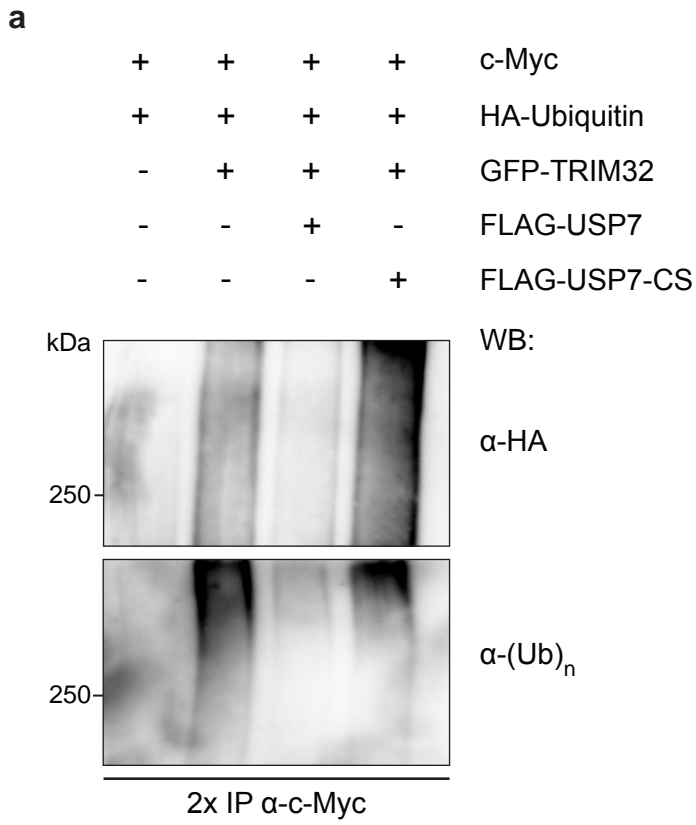 a
+ + + + c-Myc
+ + + + HA-Ubiquitin
- + + + GFP-TRIM32
- - + - FLAG-USP7
- - - + FLAG-USP7-CS
kDa WB:
α-HA
250-
α-(Ub)n
250-
2x IP α-c-Myc